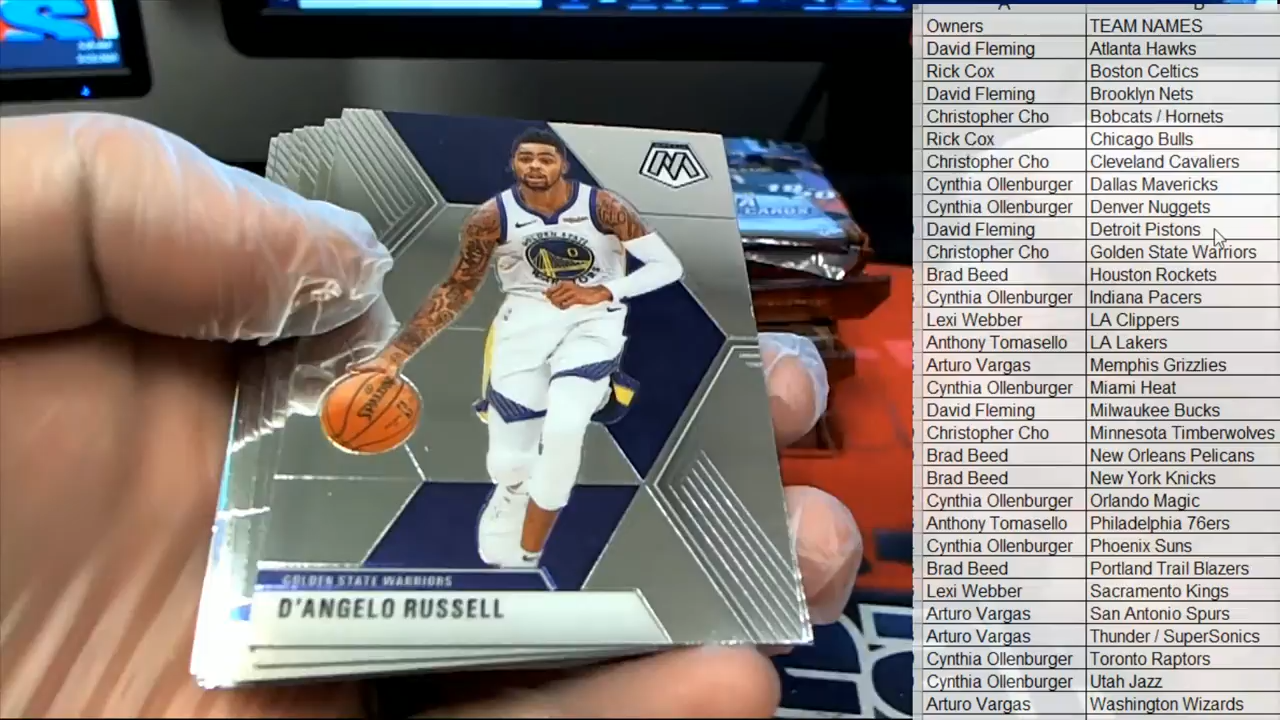 GOLDEN STATE
0
WARRIORS
SPALDING
GOLDEN STATE WARRIORS
D'ANGELO RUSSELL
CARDS
Owners TEAM NAMES
David Fleming Atlanta Hawks
Rick Cox Boston Celtics
David Fleming Brooklyn Nets
Christopher Cho Bobcats / Hornets
Rick Cox Chicago Bulls
Christopher Cho Cleveland Cavaliers
Cynthia Ollenburger Dallas Mavericks
Cynthia Ollenburger Denver Nuggets
David Fleming Detroit Pistons
Christopher Cho Golden State Warriors
Brad Beed Houston Rockets
Cynthia Ollenburger Indiana Pacers
Lexi Webber LA Clippers
Anthony Tomasello LA Lakers
Arturo Vargas Memphis Grizzlies
Cynthia Ollenburger Miami Heat
David Fleming Milwaukee Bucks
Christopher Cho Minnesota Timberwolves
Brad Beed New Orleans Pelicans
Brad Beed New York Knicks
Cynthia Ollenburger Orlando Magic
Anthony Tomasello Philadelphia 76ers
Cynthia Ollenburger Phoenix Suns
Brad Beed Portland Trail Blazers
Lexi Webber Sacramento Kings
Arturo Vargas San Antonio Spurs
Arturo Vargas Thunder / SuperSonics
Cynthia Ollenburger Toronto Raptors
Cynthia Ollenburger Utah Jazz
Arturo Vargas Washington Wizards